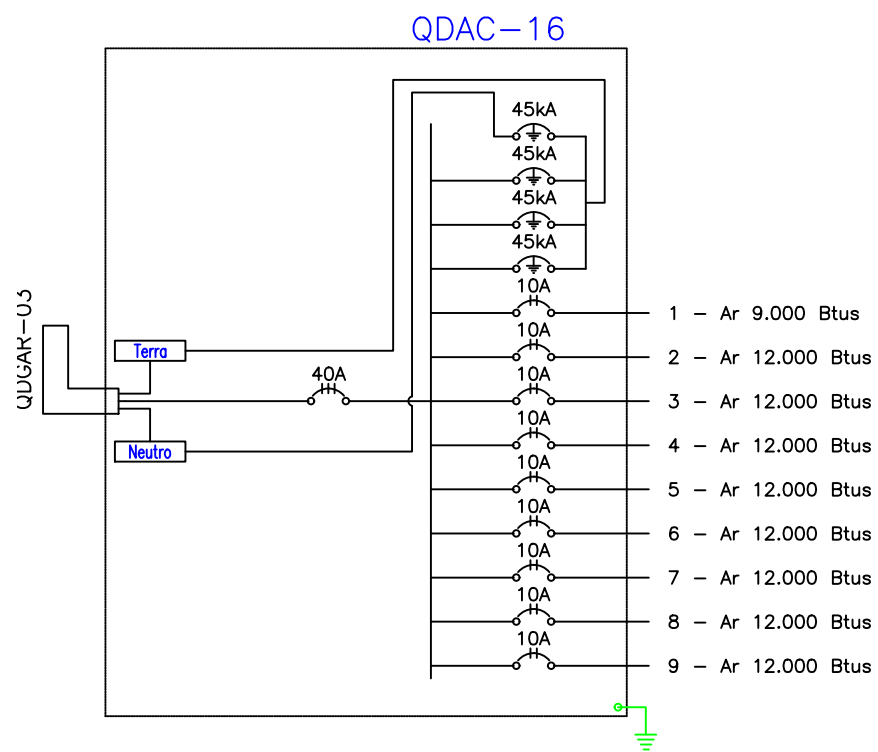 QDAC-16
45kA
45kA
45kA
45kA
10A
1 - Ar 9.000 Btus
10A
2 - Ar 12.000 Btus
QDGAR-03
Terra
40A
10A
3 - Ar 12.000 Btus
10A
4 - Ar 12.000 Btus
Neutro
10A
5 - Ar 12.000 Btus
10A
6 - Ar 12.000 Btus
10A
7 - Ar 12.000 Btus
10A
8 - Ar 12.000 Btus
10A
9 - Ar 12.000 Btus